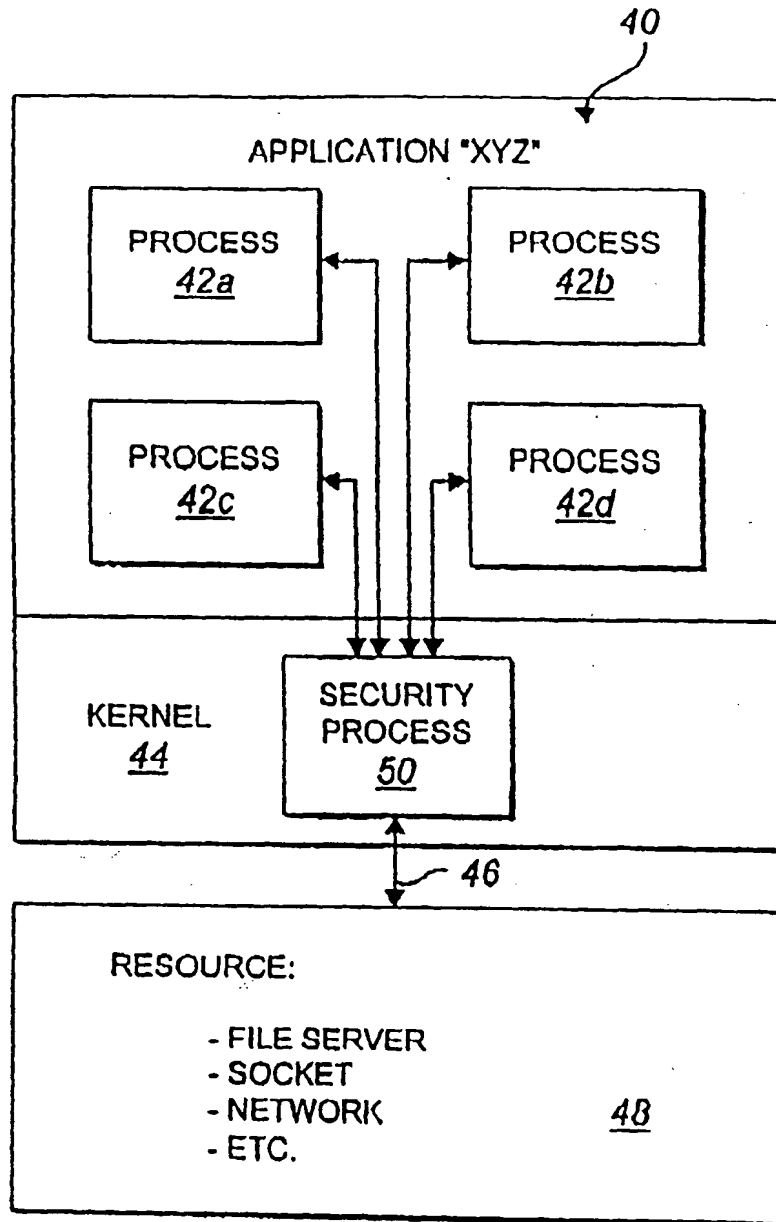 40
APPLICATION "XYZ"
PROCESS
42a
PROCESS
42b
PROCESS
42c
PROCESS
42d
KERNEL
44
SECURITY
PROCESS
50
46
RESOURCE:
- FILE SERVER
- SOCKET
- NETWORK
- ETC.
48